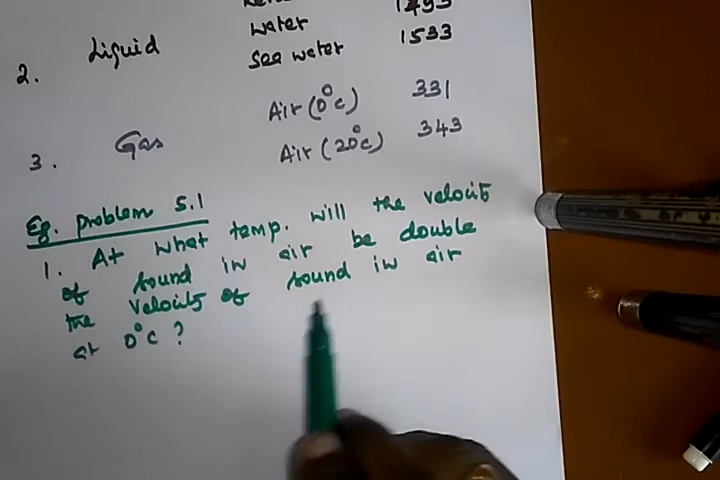 1493
water
2. Liquid sea water 1533
Air (0°c) 331
3. Gas Air (20°c) 343
Eg. problem 5.1
1. At what temp. will the velocity
of sound in air be double
the velocity of sound in air
at 0°c ?